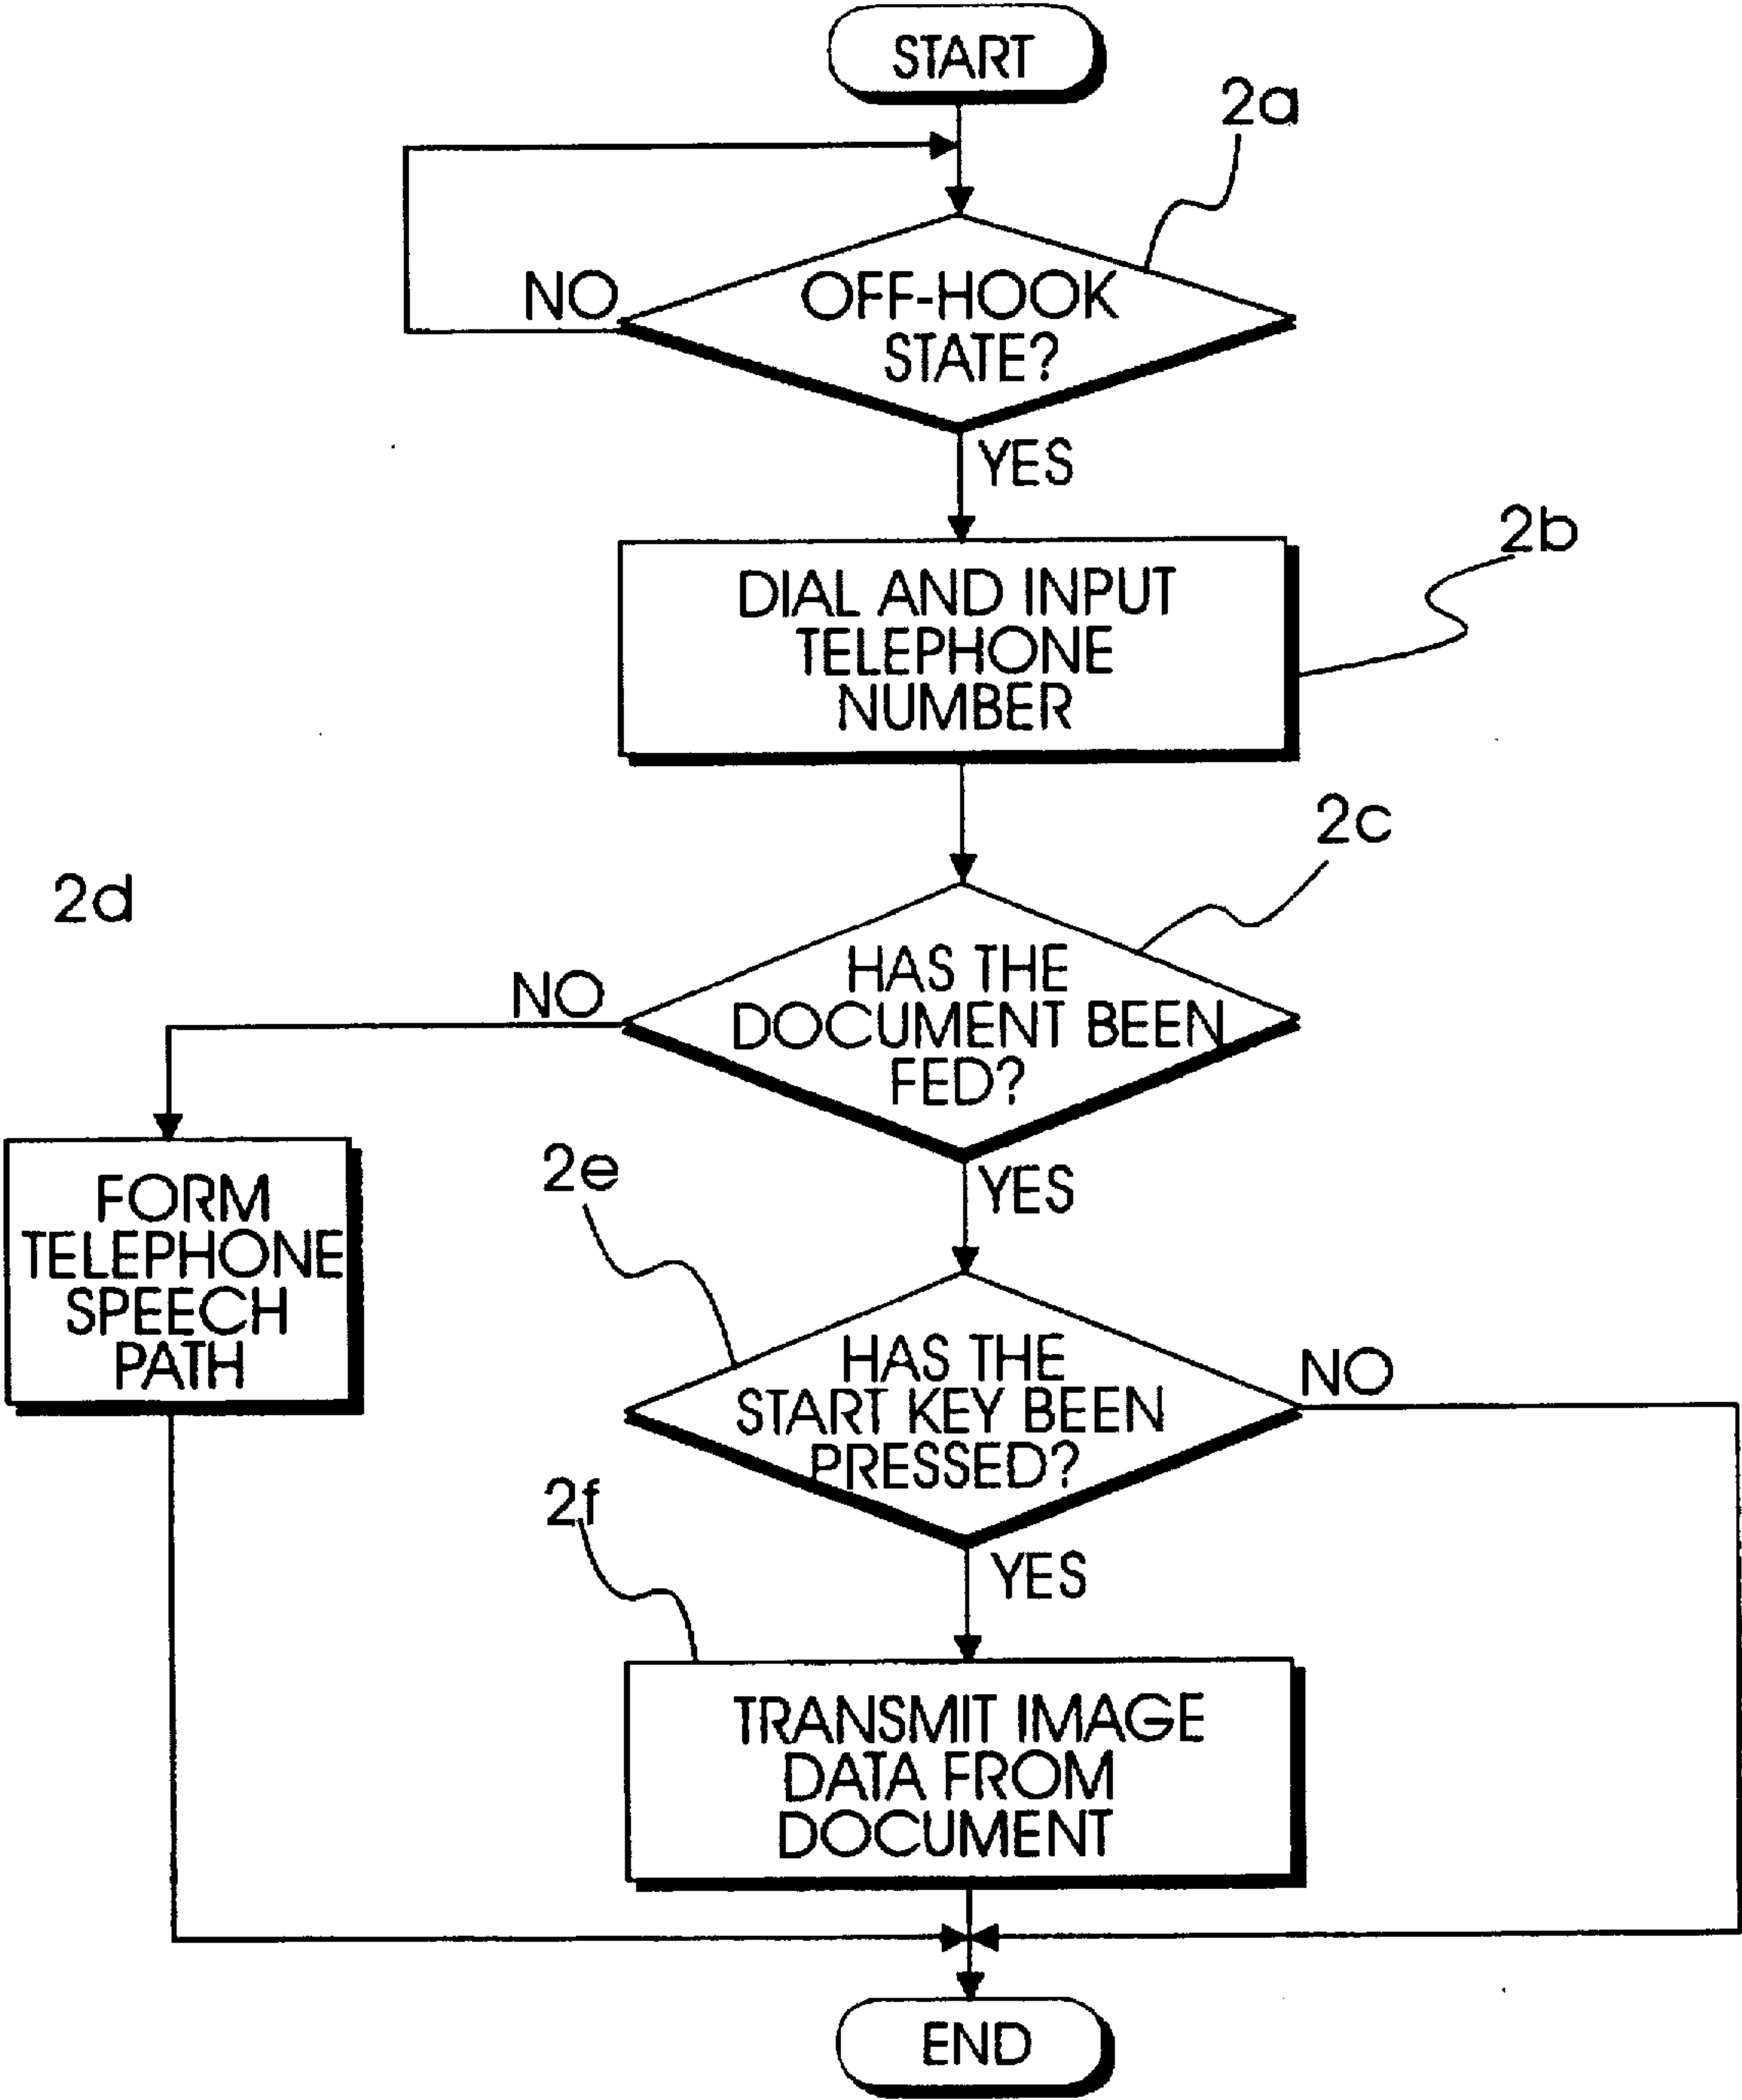 START
2a
NO
OFF-HOOK
STATE?
YES
2b
DIAL AND INPUT
TELEPHONE
NUMBER
2c
2d
NO
HAS THE
DOCUMENT BEEN
FED?
YES
FORM
TELEPHONE
SPEECH
PATH
2e
HAS THE
START KEY BEEN
PRESSED?
NO
2f
YES
TRANSMIT IMAGE
DATA FROM
DOCUMENT
END